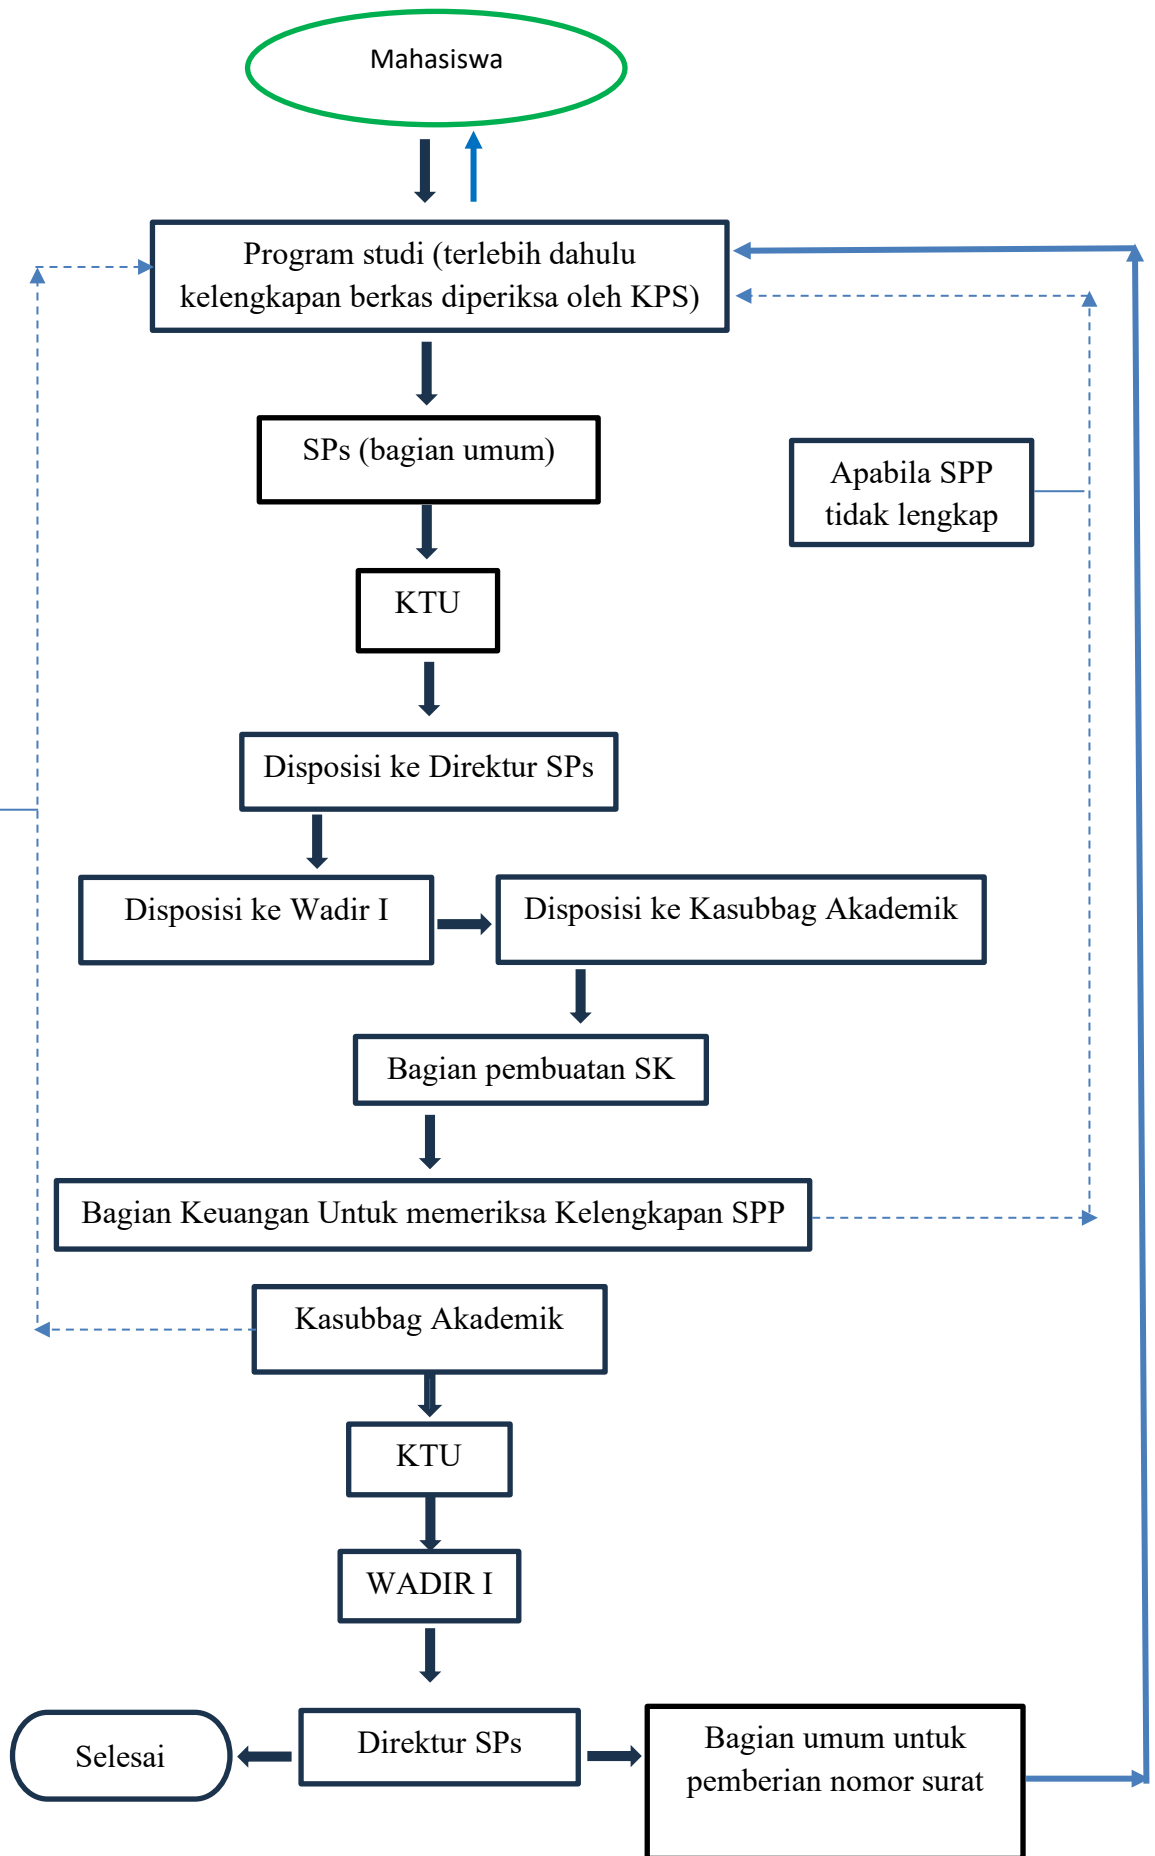 Mahasiswa
Program studi (terlebih dahulu
kelengkapan berkas diperiksa oleh KPS)
SPs (bagian umum)
Apabila SPP
tidak lengkap
KTU
Disposisi ke Direktur SPs
Disposisi ke Wadir I
Disposisi ke Kasubbag Akademik
Bagian pembuatan SK
Bagian Keuangan Untuk memeriksa Kelengkapan SPP
Kasubbag Akademik
KTU
WADIR I
Selesai
Direktur SPs
Bagian umum untuk
pemberian nomor surat